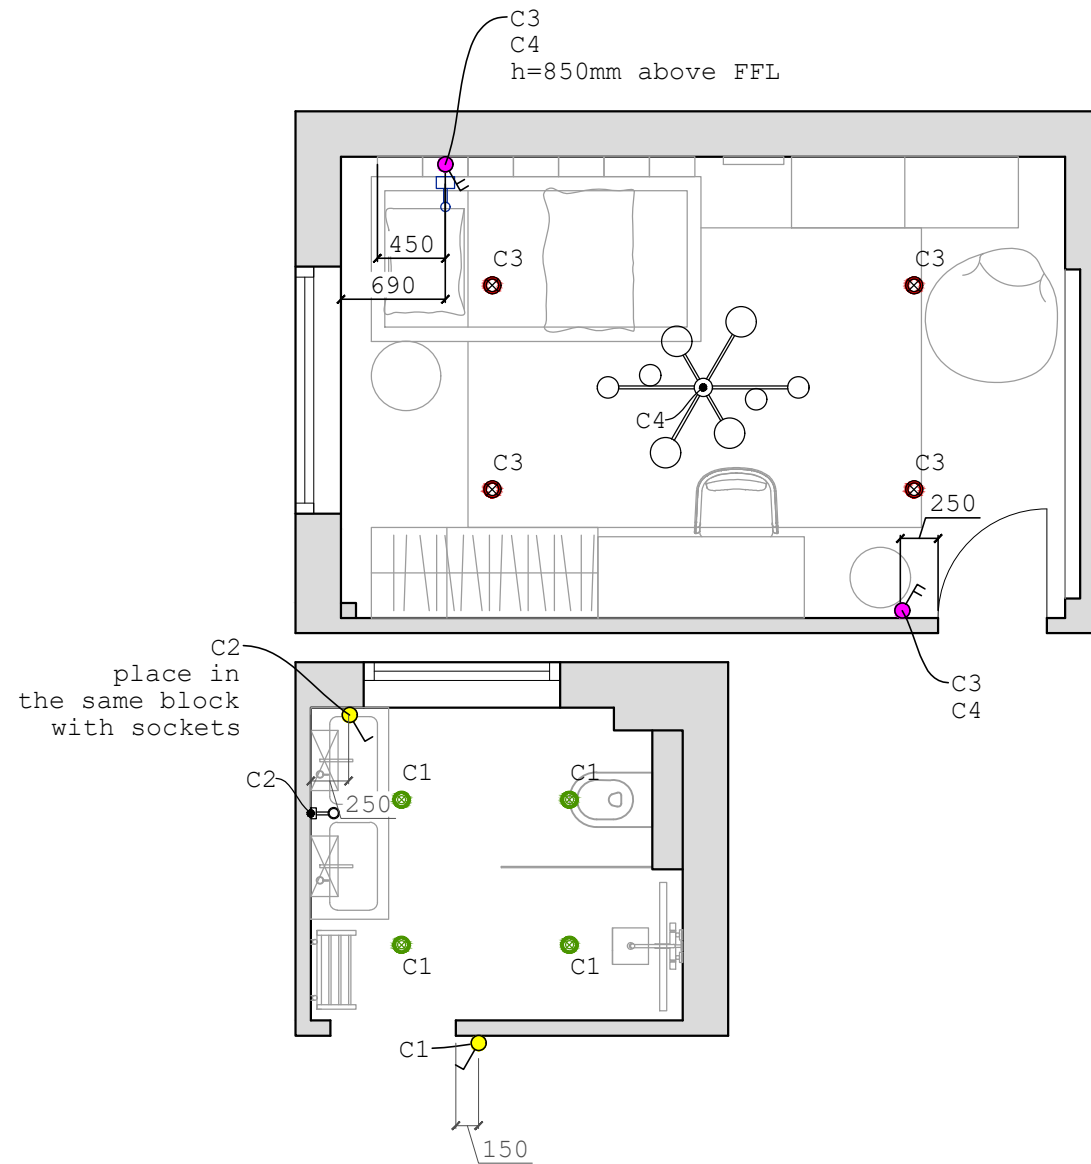 C3
C4
h=850mm above FFL
450
690
C3
C3
C4
C3
C3
250
C3
C4
C2
place in
the same block
with sockets
C2
250
C1
C1
C1
C1
C1
150